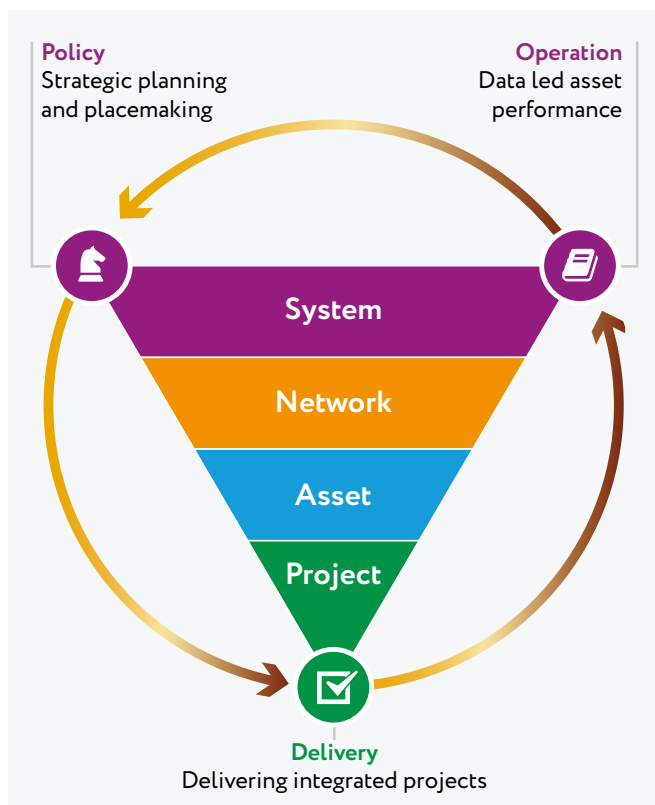 Policy
Strategic planning
and placemaking
Operation
Data led asset
performance
System
Network
Asset
Project
Delivery
Delivering integrated projects